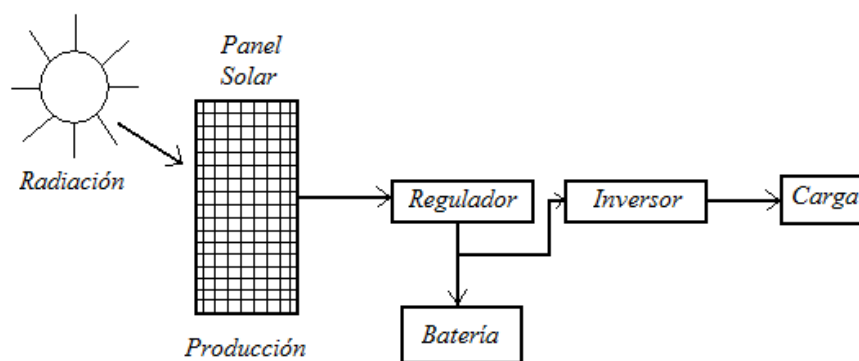 Panel
Solar
Radiación
Regulador
Inversor
Carga
Batería
Producción